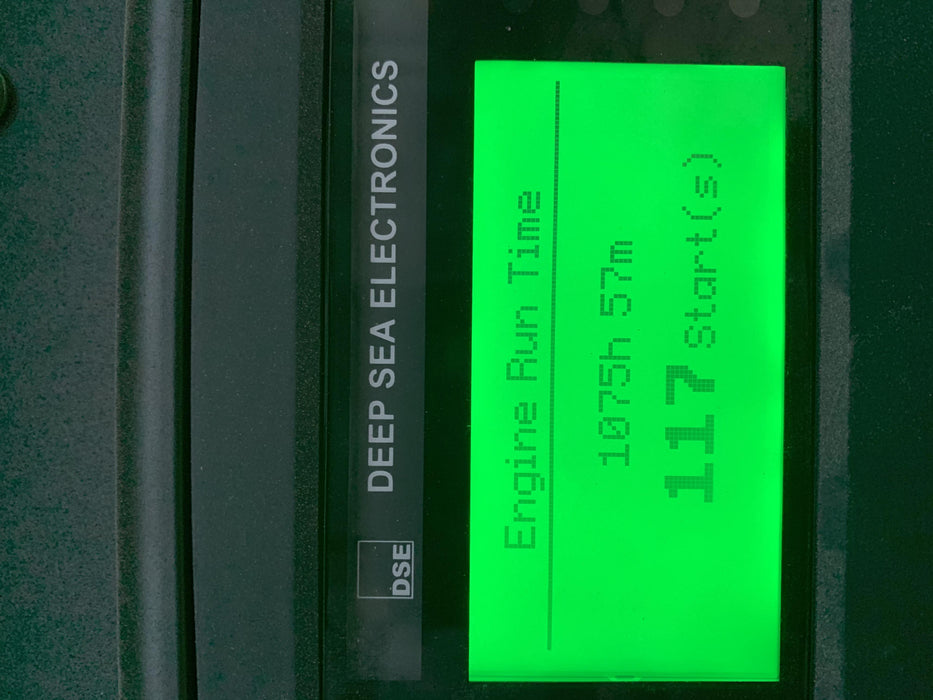 DSE
DEEP SEA ELECTRONICS
Engine Run Time
1075h 57m
117 Start(s)